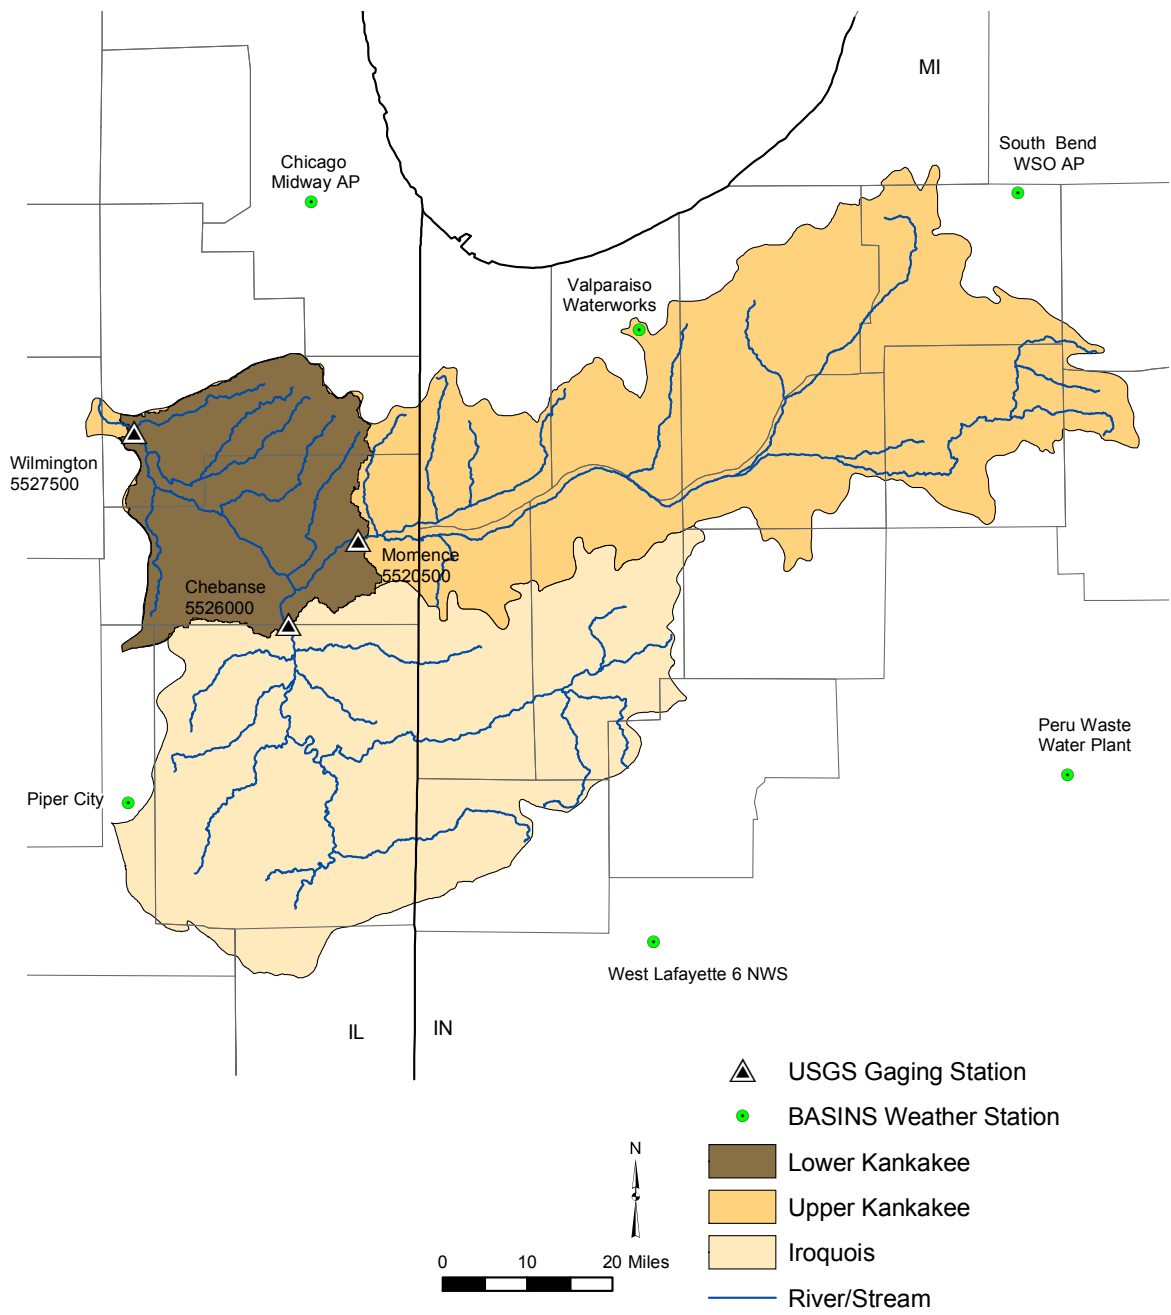 MI
South Bend
WSO AP
Chicago
Midway AP
Valparaiso
Waterworks
Wilmington
5527500
Momence
5520500
Chebanse
5526000
Peru Waste
Water Plant
Piper City
West Lafayette 6 NWS
IL
IN
USGS Gaging Station
BASINS Weather Station
Lower Kankakee
Upper Kankakee
Iroquois
River/Stream
N
0 10 20 Miles